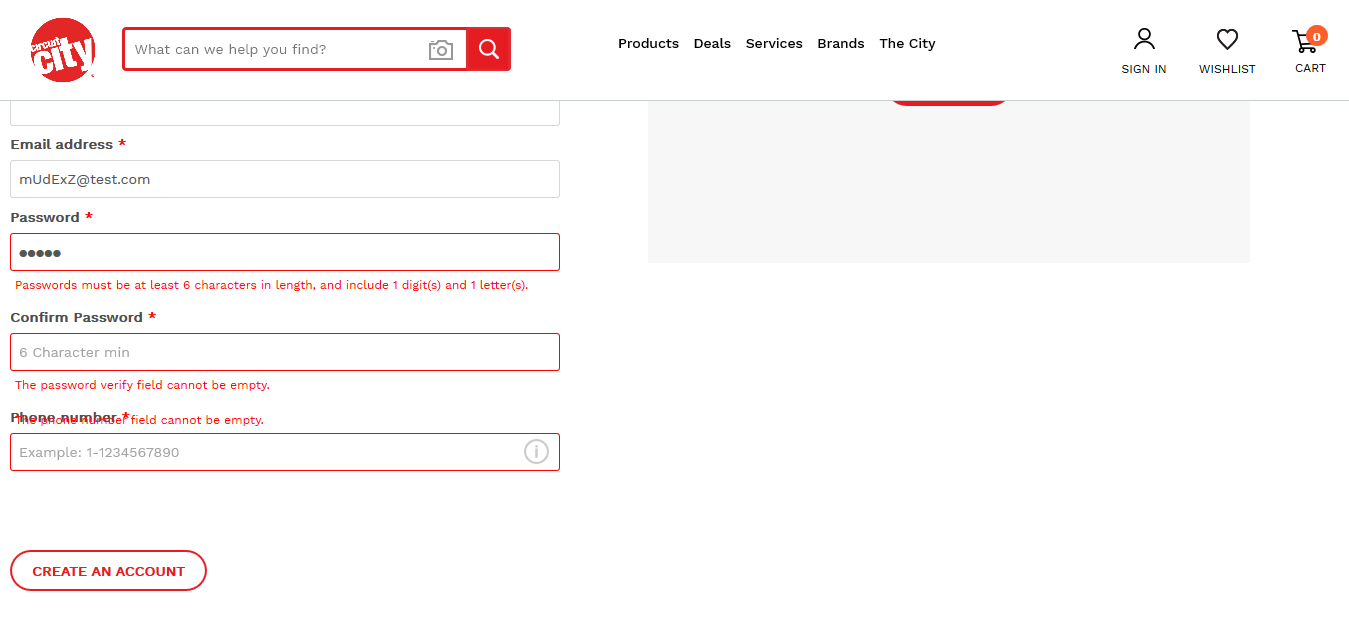 circuit
city
What can we help you find?
Products Deals Services Brands The City
SIGN IN
WISHLIST
0
CART
Email address *
mUdExZ@test.com
Password *
●●●●●
Passwords must be at least 6 characters in length, and include 1 digit(s) and 1 letter(s).
Confirm Password *
6 Character min
The password verify field cannot be empty.
Phone number *
The phone number field cannot be empty.
Example: 1-1234567890
i
CREATE AN ACCOUNT